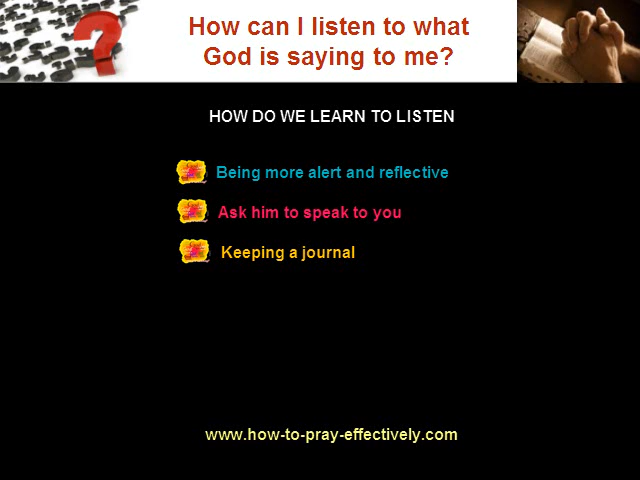 How can I listen to what
God is saying to me?
HOW DO WE LEARN TO LISTEN
Being more alert and reflective
Ask him to speak to you
Keeping a journal
www.how-to-pray-effectively.com